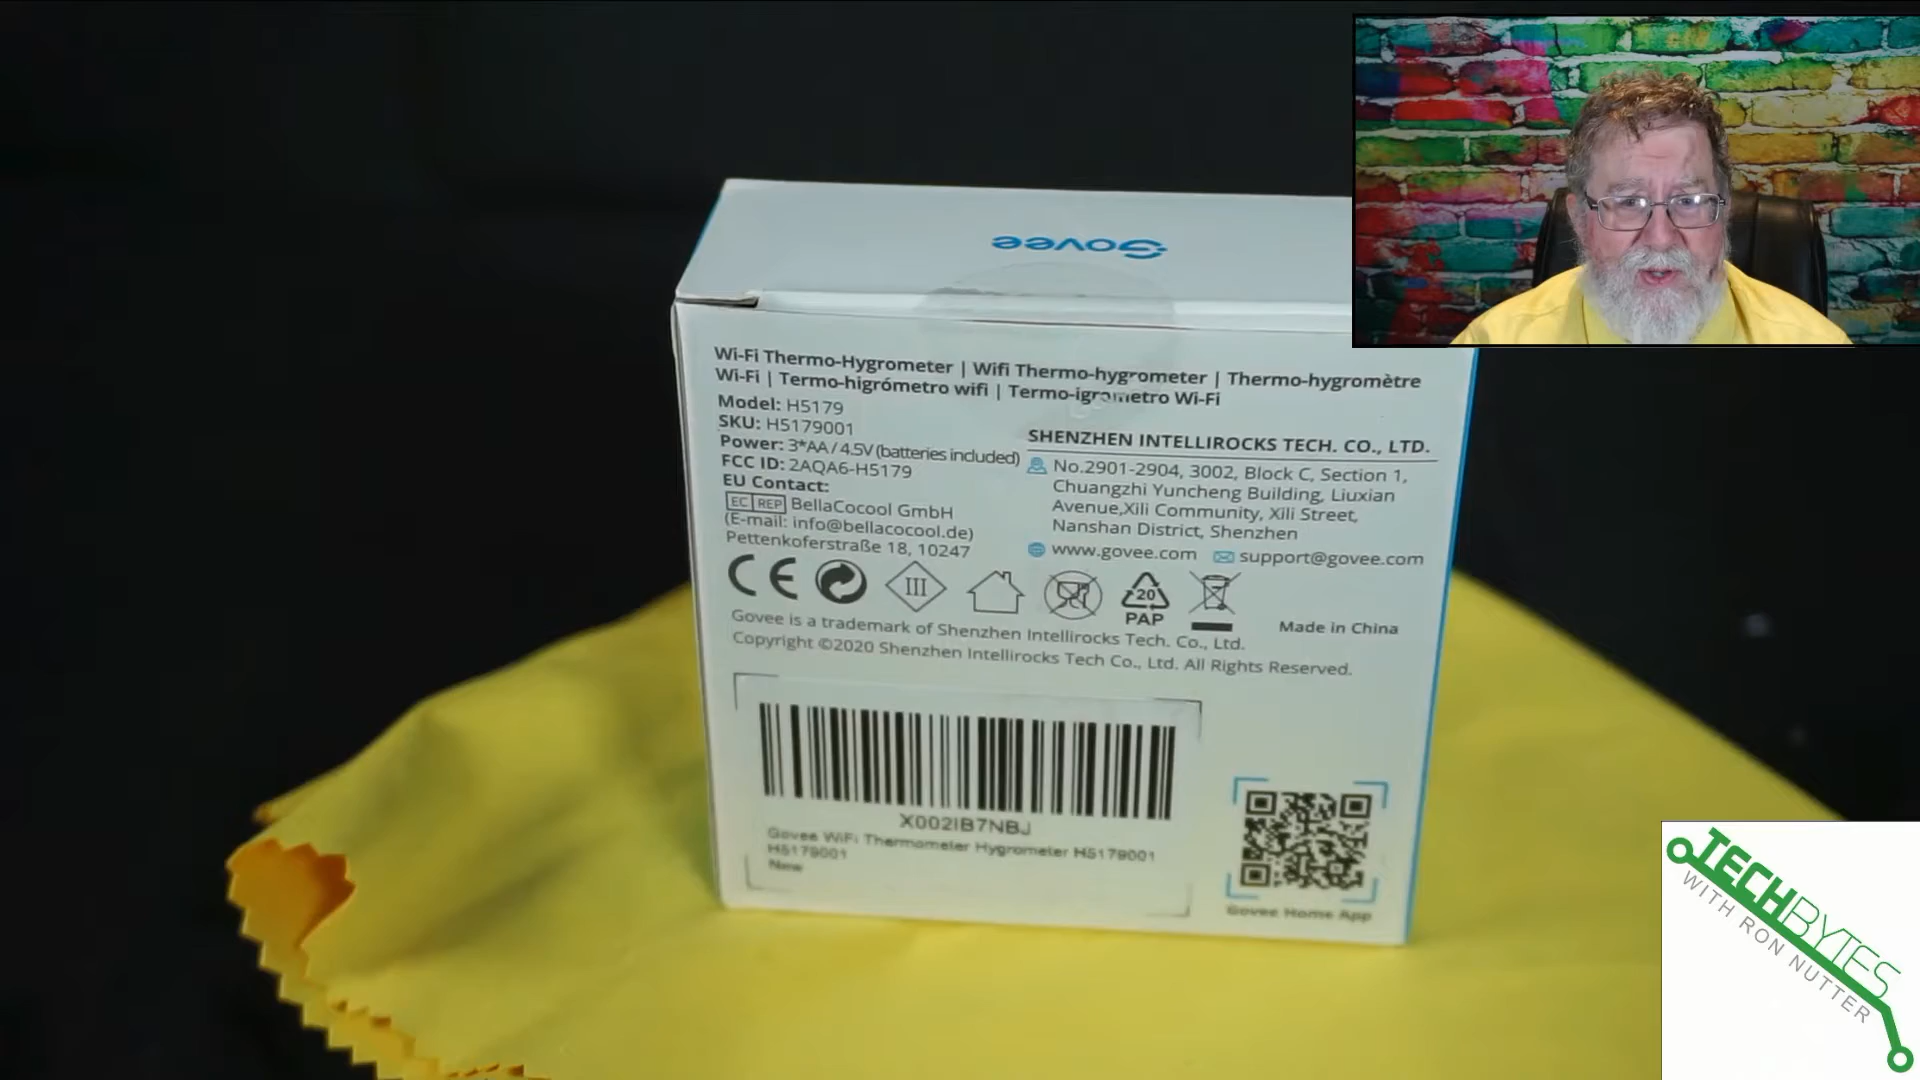 Govee
Wi-Fi Thermo-Hygrometer | Wifi Thermo-hygrometer | Thermo-hygromètre
Wi-Fi | Termo-higrómetro wifi | Termo-igrometro Wi-Fi
Model: H5179
SKU: H5179001
Power: 3*AA / 4.5V (batteries included)
FCC ID: 2AQA6-H5179
EU Contact:
EC REP BellaCocool GmbH
(E-mail: info@bellacocool.de)
Pettenkoferstraße 18, 10247
SHENZHEN INTELLIROCKS TECH. CO., LTD.
No.2901-2904, 3002, Block C, Section 1,
Chuangzhi Yuncheng Building, Liuxian
Avenue,Xili Community, Xili Street,
Nanshan District, Shenzhen
www.govee.com support@govee.com
CE III 20
PAP
Made in China
Govee is a trademark of Shenzhen Intellirocks Tech. Co., Ltd.
Copyright ©2020 Shenzhen Intellirocks Tech Co., Ltd. All Rights Reserved.
X002IB7NBJ
Govee WiFi Thermometer Hygrometer H5179001
H5179001
New
Govee Home App
TECHBYTES
WITH RON NUTTER